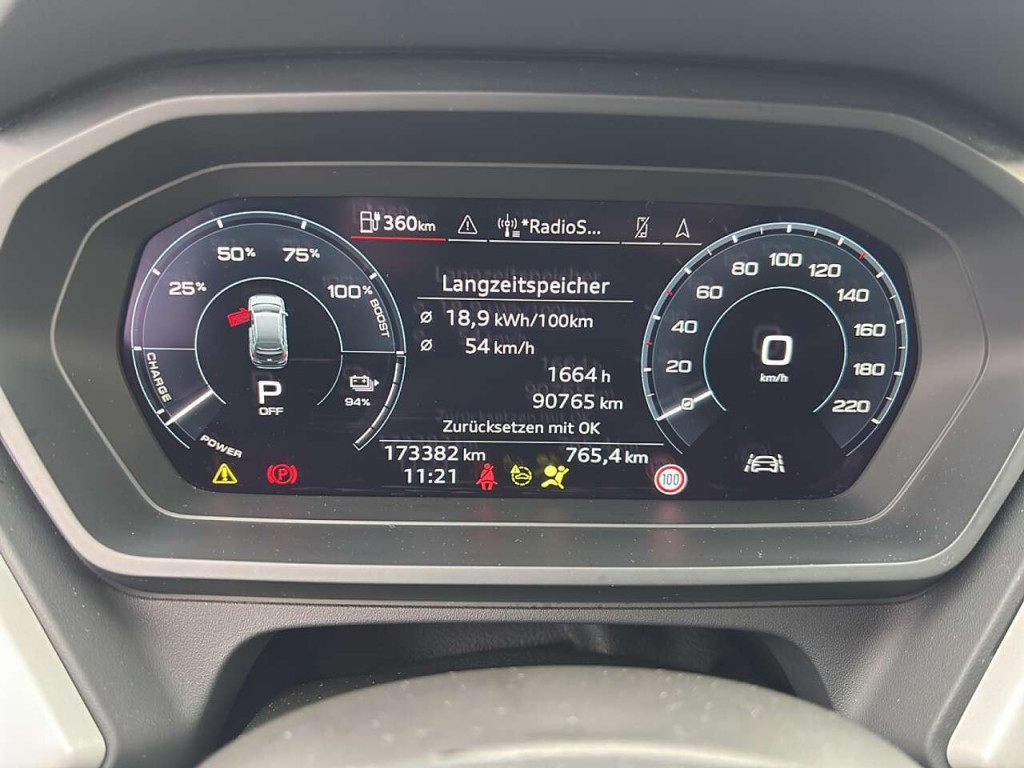 360km
*RadioS...
Langzeitspeicher
ø 18,9 kWh/100km
ø 54 km/h
1664 h
90765 km
Zurücksetzen mit OK
173382 km
765,4 km
11:21
25%
50%
75%
100%
BOOST
CHARGE
POWER
P
OFF
94%
P
0
20
40
60
80
100
120
140
160
180
220
0
km/h
100